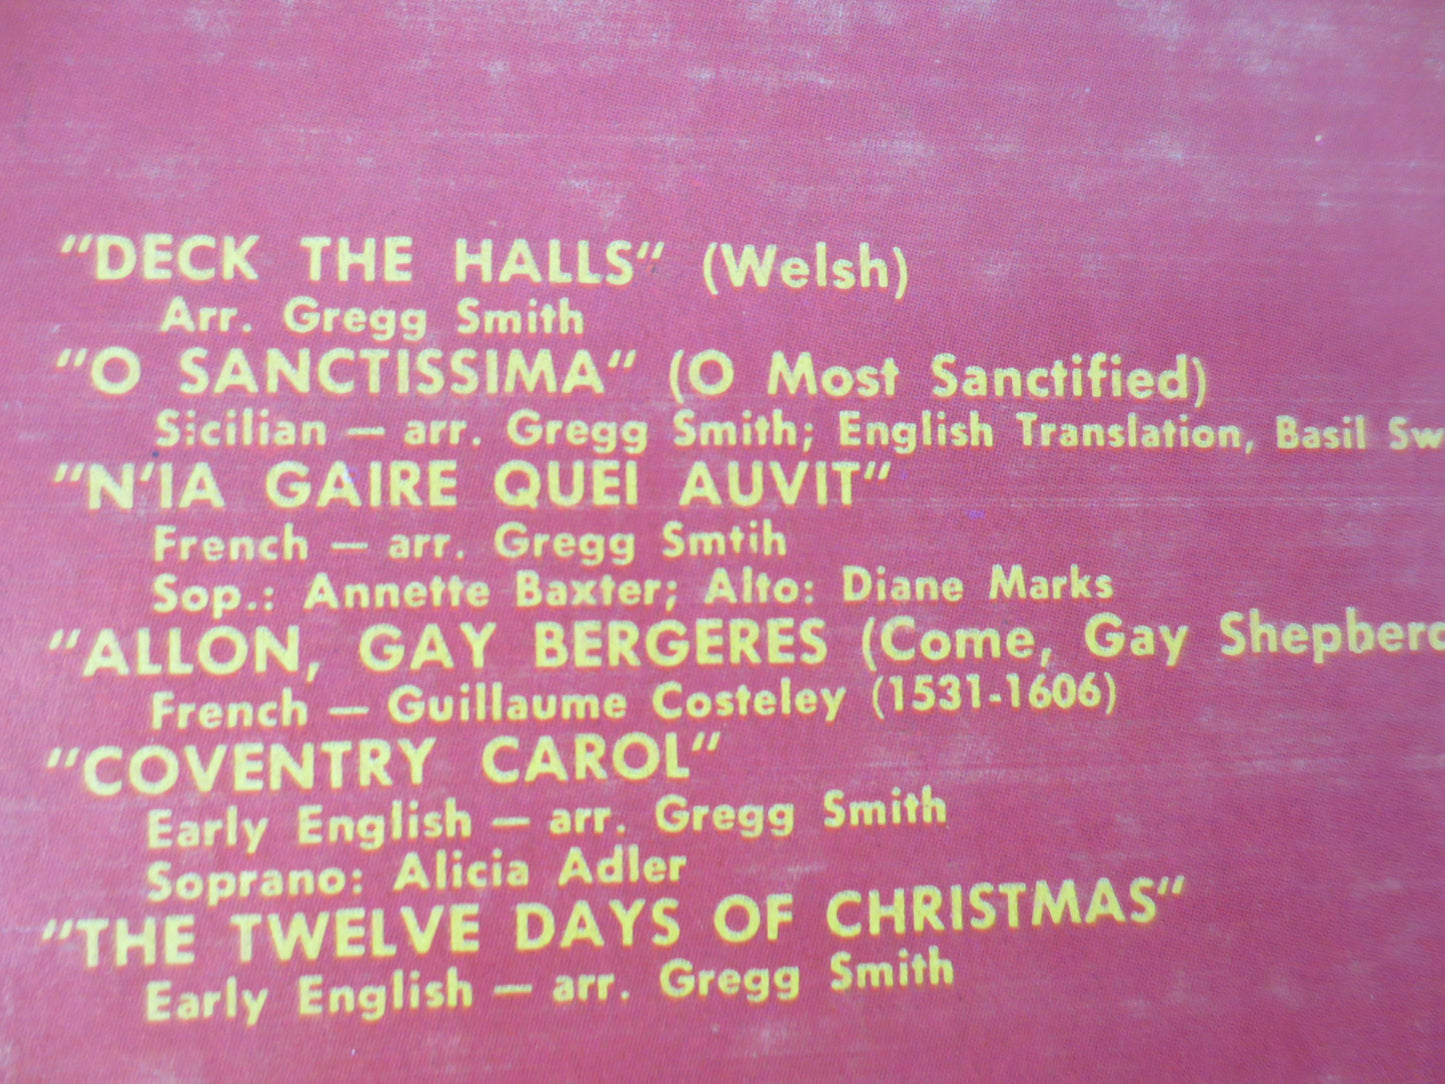 "DECK THE HALLS" (Welsh)
Arr. Gregg Smith
"O SANCTISSIMA" (O Most Sanctified)
Sicilian — arr. Gregg Smith; English Translation, Basil
"N'IA GAIRE QUEI AUVIT"
French — arr. Gregg Smtih
Sop.: Annette Baxter; Alto: Diane Marks
"ALLON, GAY BERGERES (Come, Gay
French — Guillaume Costeley (1531-1606)
"COVENTRY CAROL"
Early English — arr. Gregg Smith
Soprano: Alicia Adler
"THE TWELVE DAYS OF CHRISTMAS"
Early English — arr. Gregg Smith